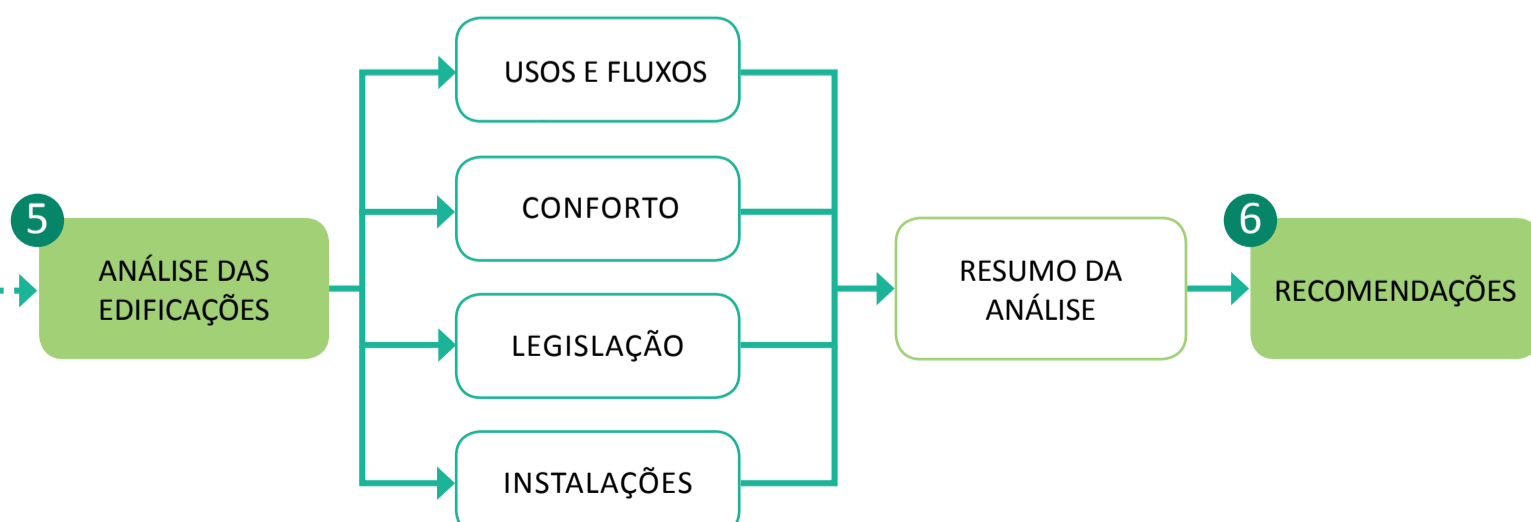 5
ANÁLISE DAS
EDIFICAÇÕES
USOS E FLUXOS
CONFORTO
LEGISLAÇÃO
INSTALAÇÕES
RESUMO DA
ANÁLISE
6
RECOMENDAÇÕES